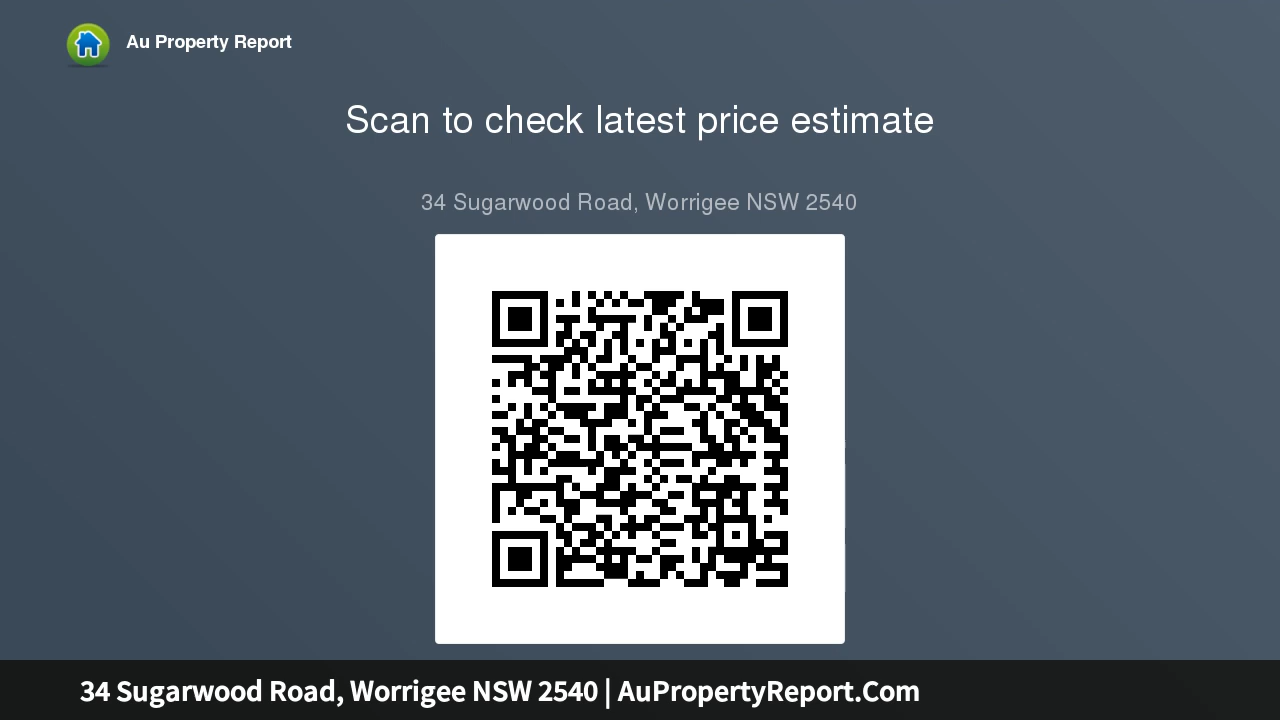 Au Property Report
Scan to check latest price estimate
34 Sugarwood Road, Worrigee NSW 2540
34 Sugarwood Road, Worrigee NSW 2540 | AuPropertyReport.Com